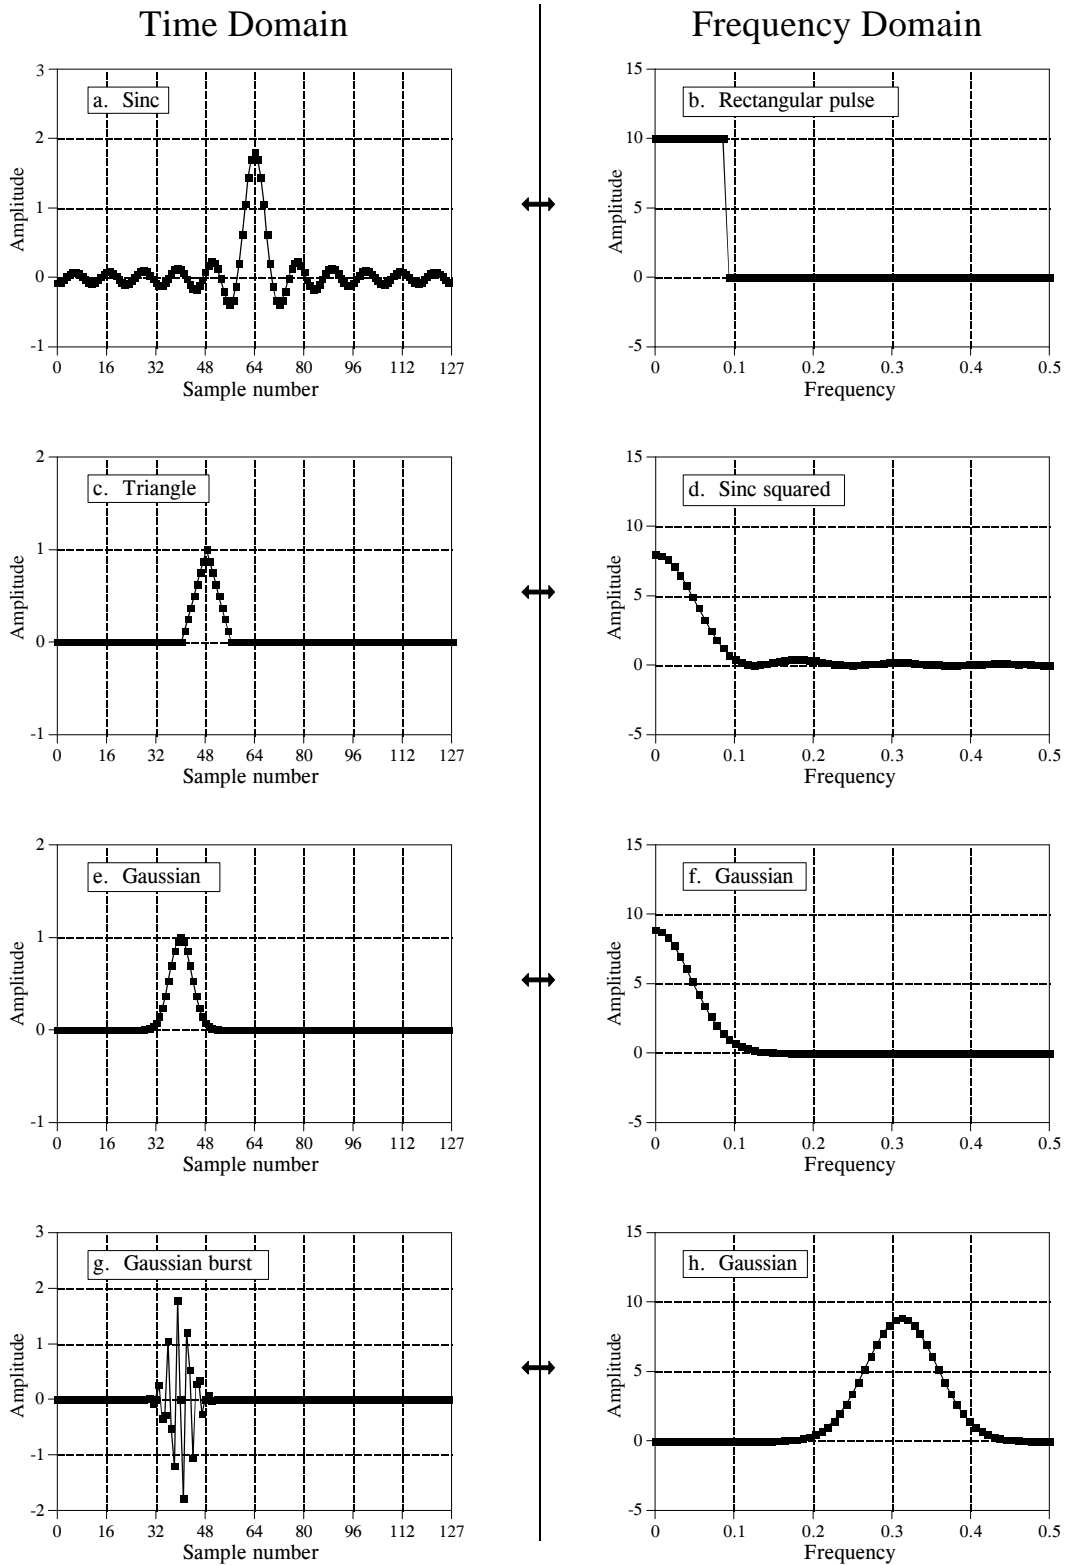 Time Domain
Frequency Domain
3
2
1
0
-1
Amplitude
a. Sinc
0 16 32 48 64 80 96 112 127
Sample number
15
10
5
0
-5
Amplitude
b. Rectangular pulse
0 0.1 0.2 0.3 0.4 0.5
Frequency
2
1
0
-1
Amplitude
c. Triangle
0 16 32 48 64 80 96 112 127
Sample number
15
10
5
0
-5
Amplitude
d. Sinc squared
0 0.1 0.2 0.3 0.4 0.5
Frequency
2
1
0
-1
Amplitude
e. Gaussian
0 16 32 48 64 80 96 112 127
Sample number
15
10
5
0
-5
Amplitude
f. Gaussian
0 0.1 0.2 0.3 0.4 0.5
Frequency
3
2
1
0
-1
-2
Amplitude
g. Gaussian burst
0 16 32 48 64 80 96 112 127
Sample number
15
10
5
0
-5
Amplitude
h. Gaussian
0 0.1 0.2 0.3 0.4 0.5
Frequency